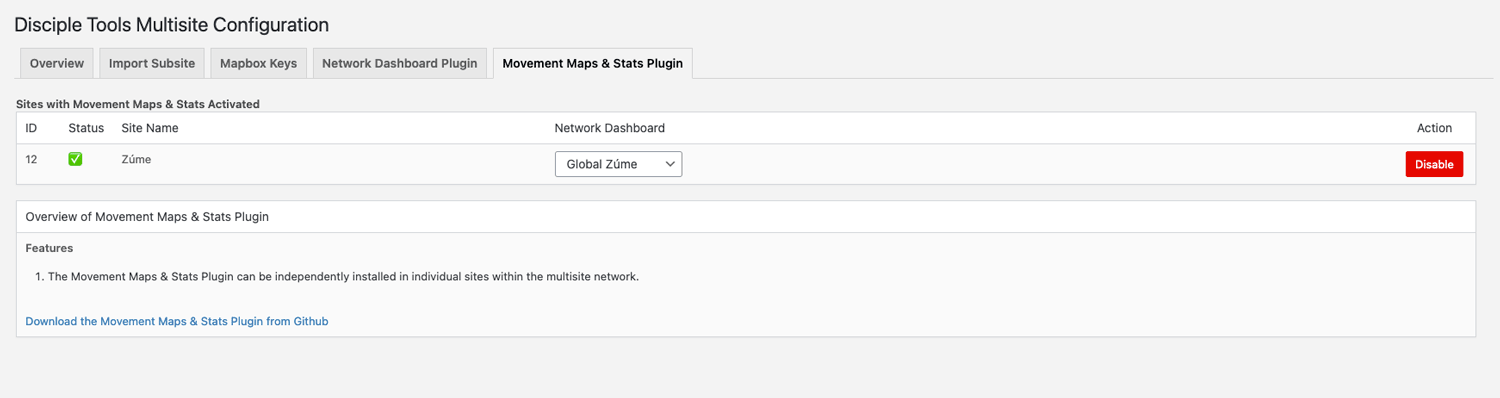 Disciple Tools Multisite Configuration
Overview Import Subsite Mapbox Keys Network Dashboard Plugin Movement Maps & Stats Plugin
Sites with Movement Maps & Stats Activated
ID Status Site Name Network Dashboard Action
12 ✅ Zúme Global Zúme Disable
Overview of Movement Maps & Stats Plugin
Features
1. The Movement Maps & Stats Plugin can be independently installed in individual sites within the multisite network.
Download the Movement Maps & Stats Plugin from Github